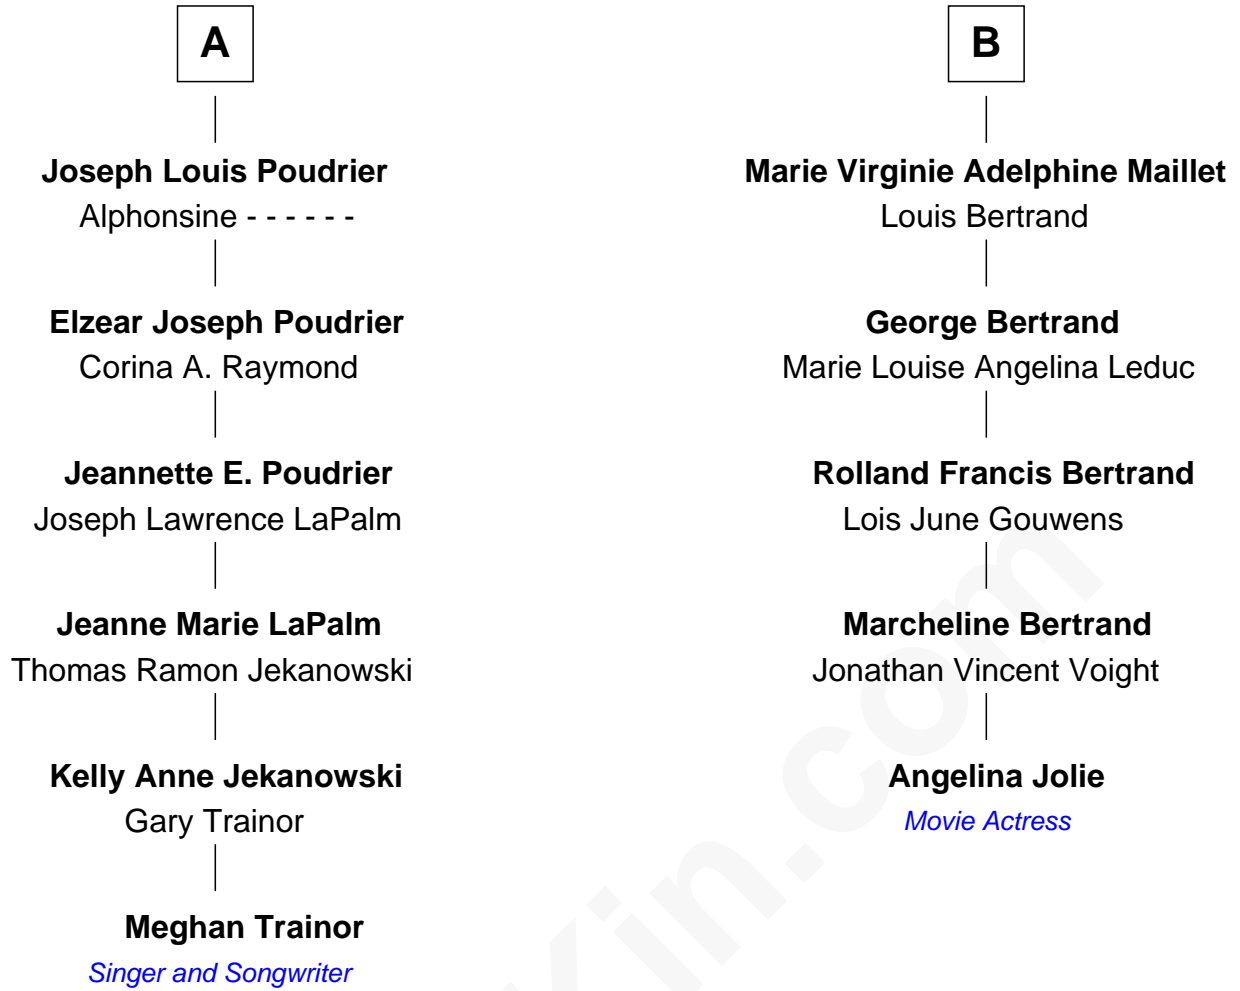 A
Joseph Louis Poudrier
Alphonsine - - - - - -
Elzear Joseph Poudrier
Corina A. Raymond
Jeannette E. Poudrier
Joseph Lawrence LaPalm
Jeanne Marie LaPalm
Thomas Ramon Jekanowski
Kelly Anne Jekanowski
Gary Trainor
Meghan Trainor
Singer and Songwriter
B
Marie Virginie Adelphine Maillet
Louis Bertrand
George Bertrand
Marie Louise Angelina Leduc
Rolland Francis Bertrand
Lois June Gouwens
Marcheline Bertrand
Jonathan Vincent Voight
Angelina Jolie
Movie Actress
Kin.com